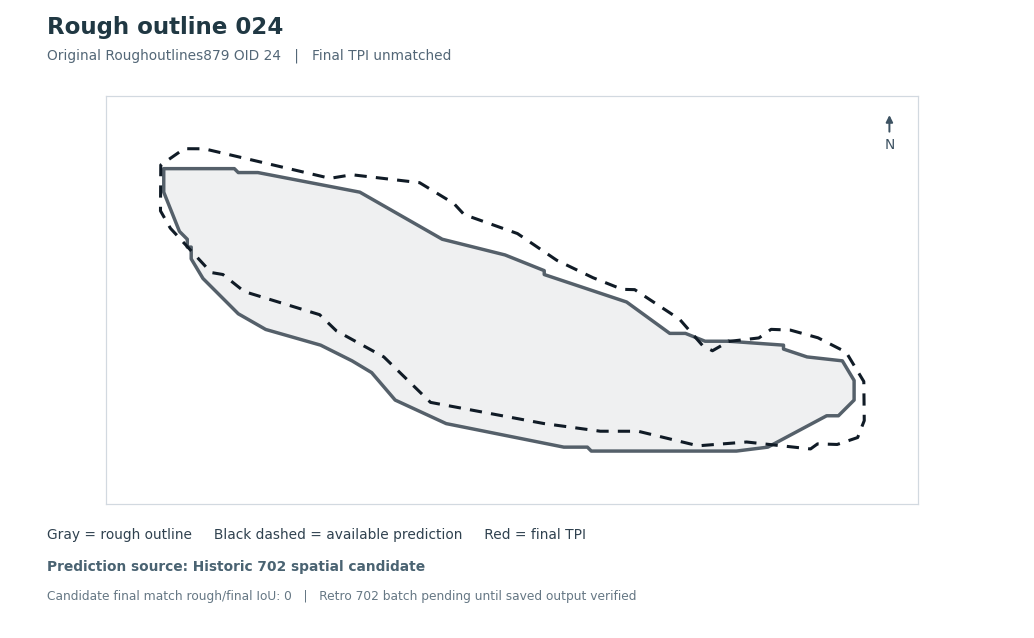 Rough outline 024
Original Roughoutlines879 OID 24   |   Final TPI unmatched
N
Gray = rough outline     Black dashed = available prediction     Red = final TPI
Prediction source: Historic 702 spatial candidate
Candidate final match rough/final IoU: 0   |   Retro 702 batch pending until saved output verified